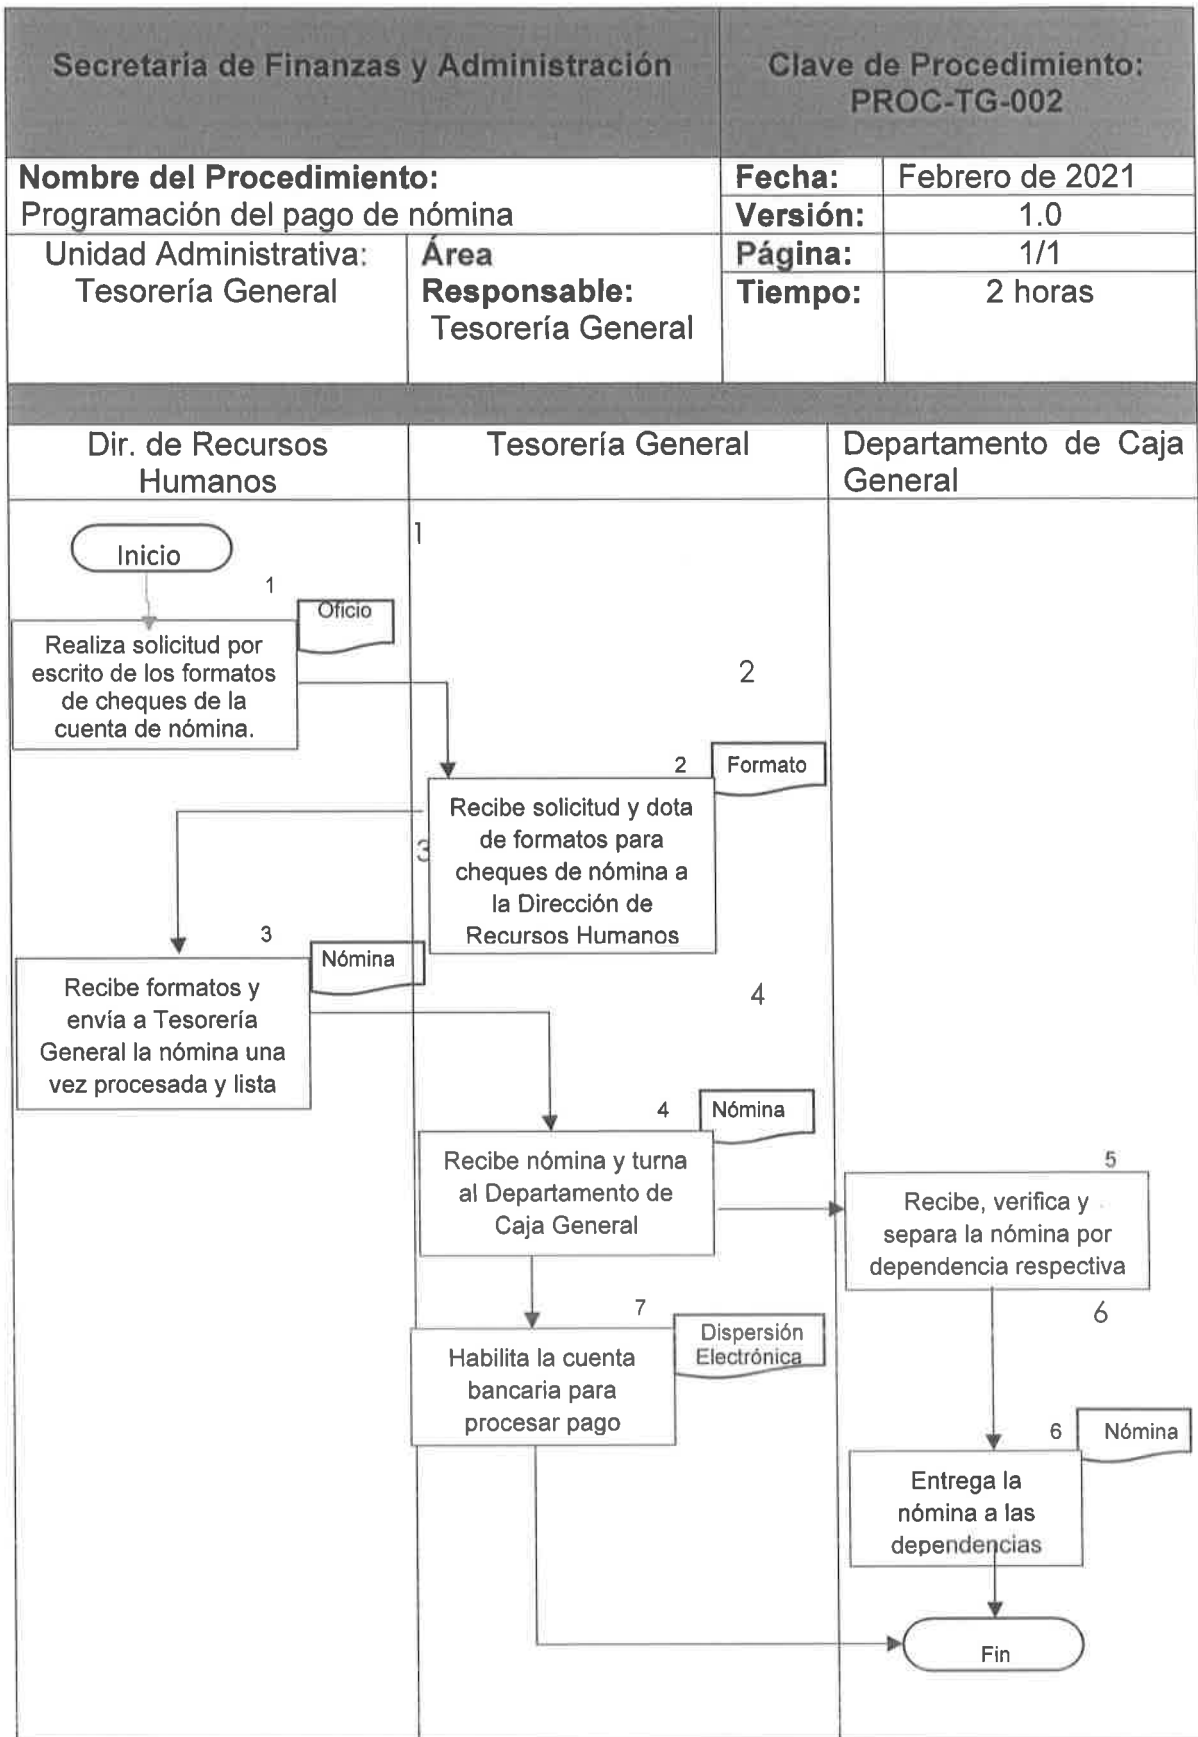 Secretaría de Finanzas y Administración
Clave de Procedimiento:
PROC-TG-002
Nombre del Procedimiento:
Programación del pago de nómina
Fecha:
Febrero de 2021
Versión:
1.0
Unidad Administrativa:
Tesorería General
Área
Responsable:
Tesorería General
Página:
1/1
Tiempo:
2 horas
Dir. de Recursos
Humanos
Tesorería General
Departamento de Caja
General
Inicio
1
1
Oficio
Realiza solicitud por
escrito de los formatos
de cheques de la
cuenta de nómina.
2
2
Formato
Recibe solicitud y dota
de formatos para
cheques de nómina a
la Dirección de
Recursos Humanos
3
3
Nómina
Recibe formatos y
envía a Tesorería
General la nómina una
vez procesada y lista
4
4
Nómina
Recibe nómina y turna
al Departamento de
Caja General
5
Recibe, verifica y
separa la nómina por
dependencia respectiva
6
7
Dispersión
Electrónica
Habilita la cuenta
bancaria para
procesar pago
6
Nómina
Entrega la
nómina a las
dependencias
Fin